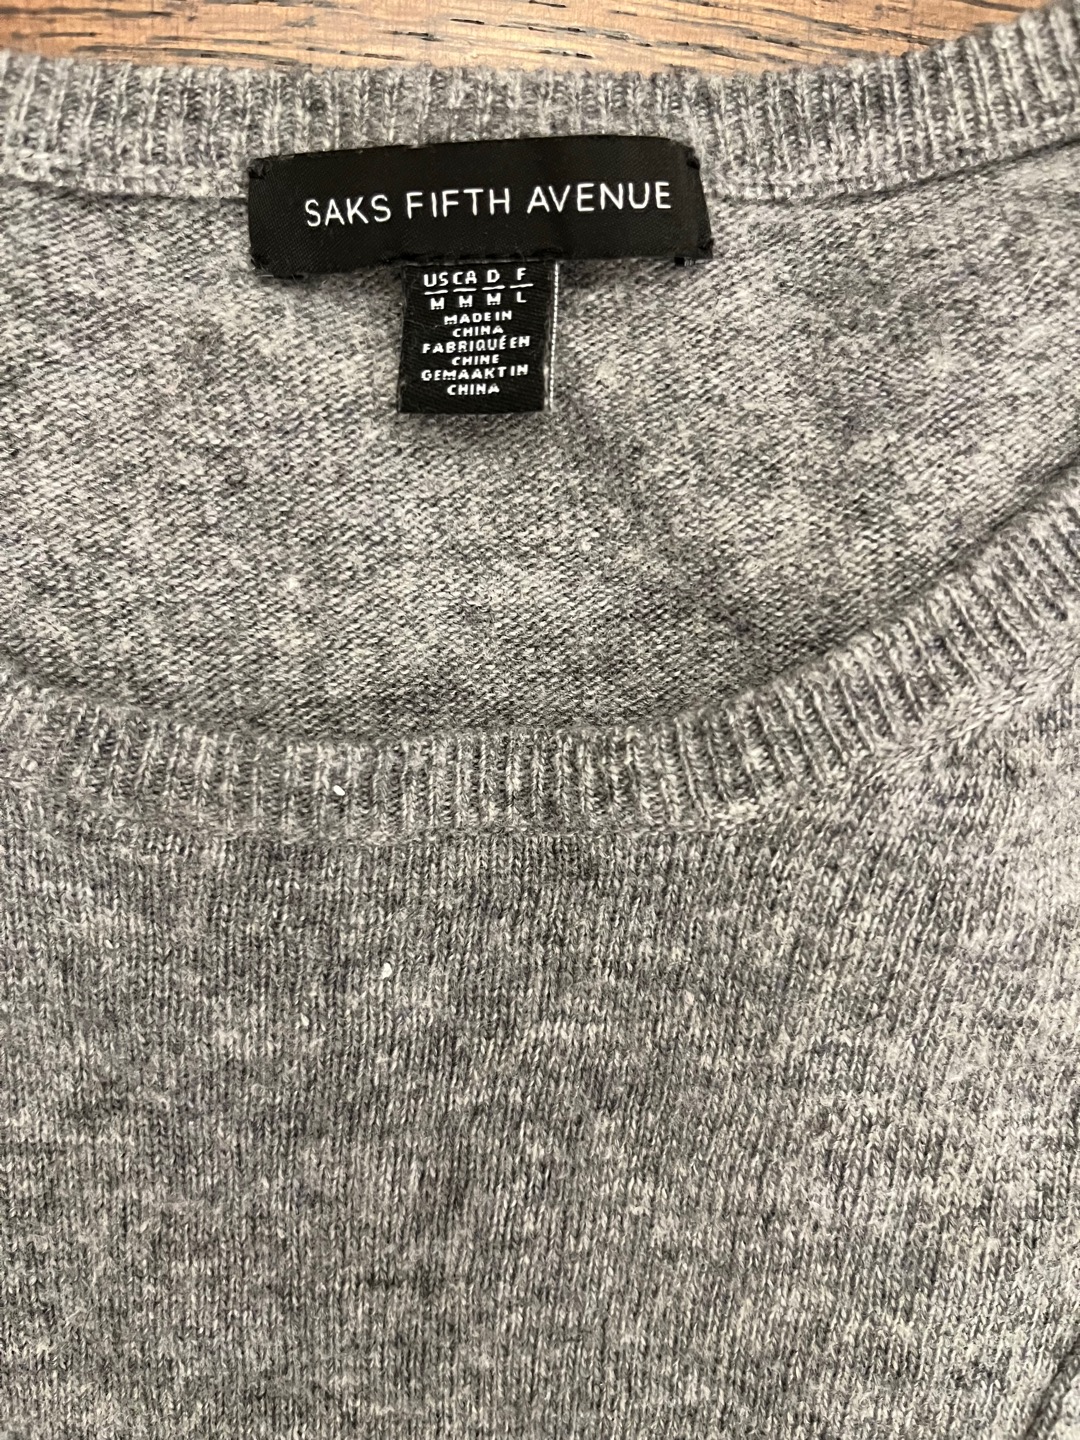 SAKS FIFTH AVENUE
US CA D F
M M M L
MADE IN
CHINA
FABRIQUÉ EN
CHINE
GEMAAKT IN
CHINA